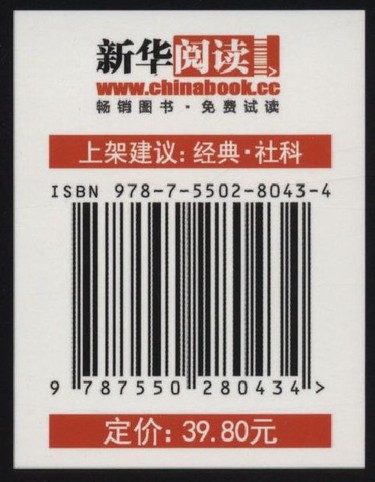 新华阅读
www.chinabook.cc
畅销图书·免费试读
上架建议：经典·社科
ISBN 978-7-5502-8043-4
9 787550 280434 >
定价：39.80元